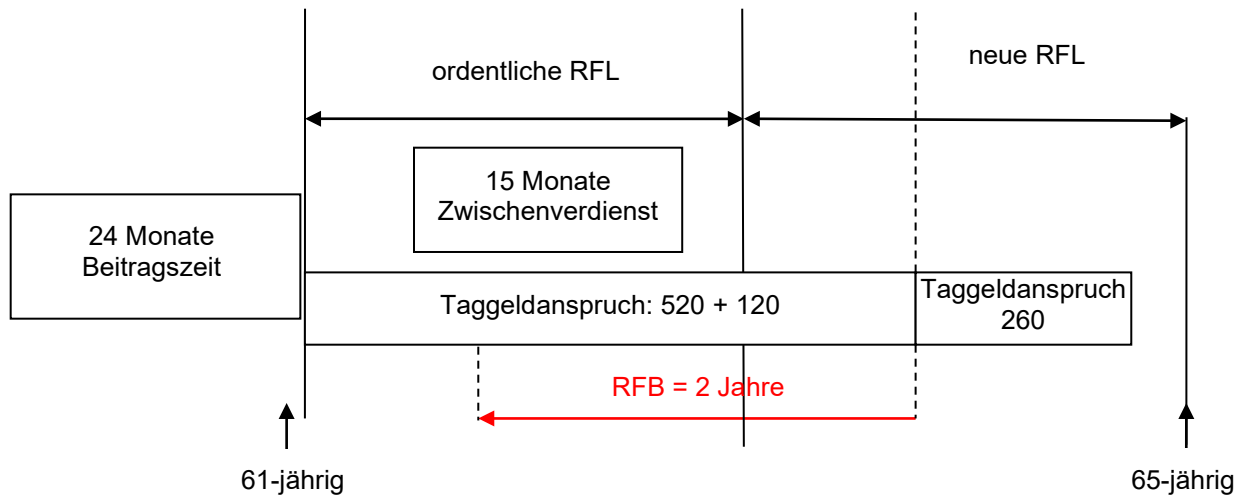 ordentliche RFL
neue RFL
15 Monate
Zwischenverdienst
24 Monate
Beitragszeit
Taggeldanspruch: 520 + 120
Taggeldanspruch
260
RFB = 2 Jahre
61-jährig
65-jährig